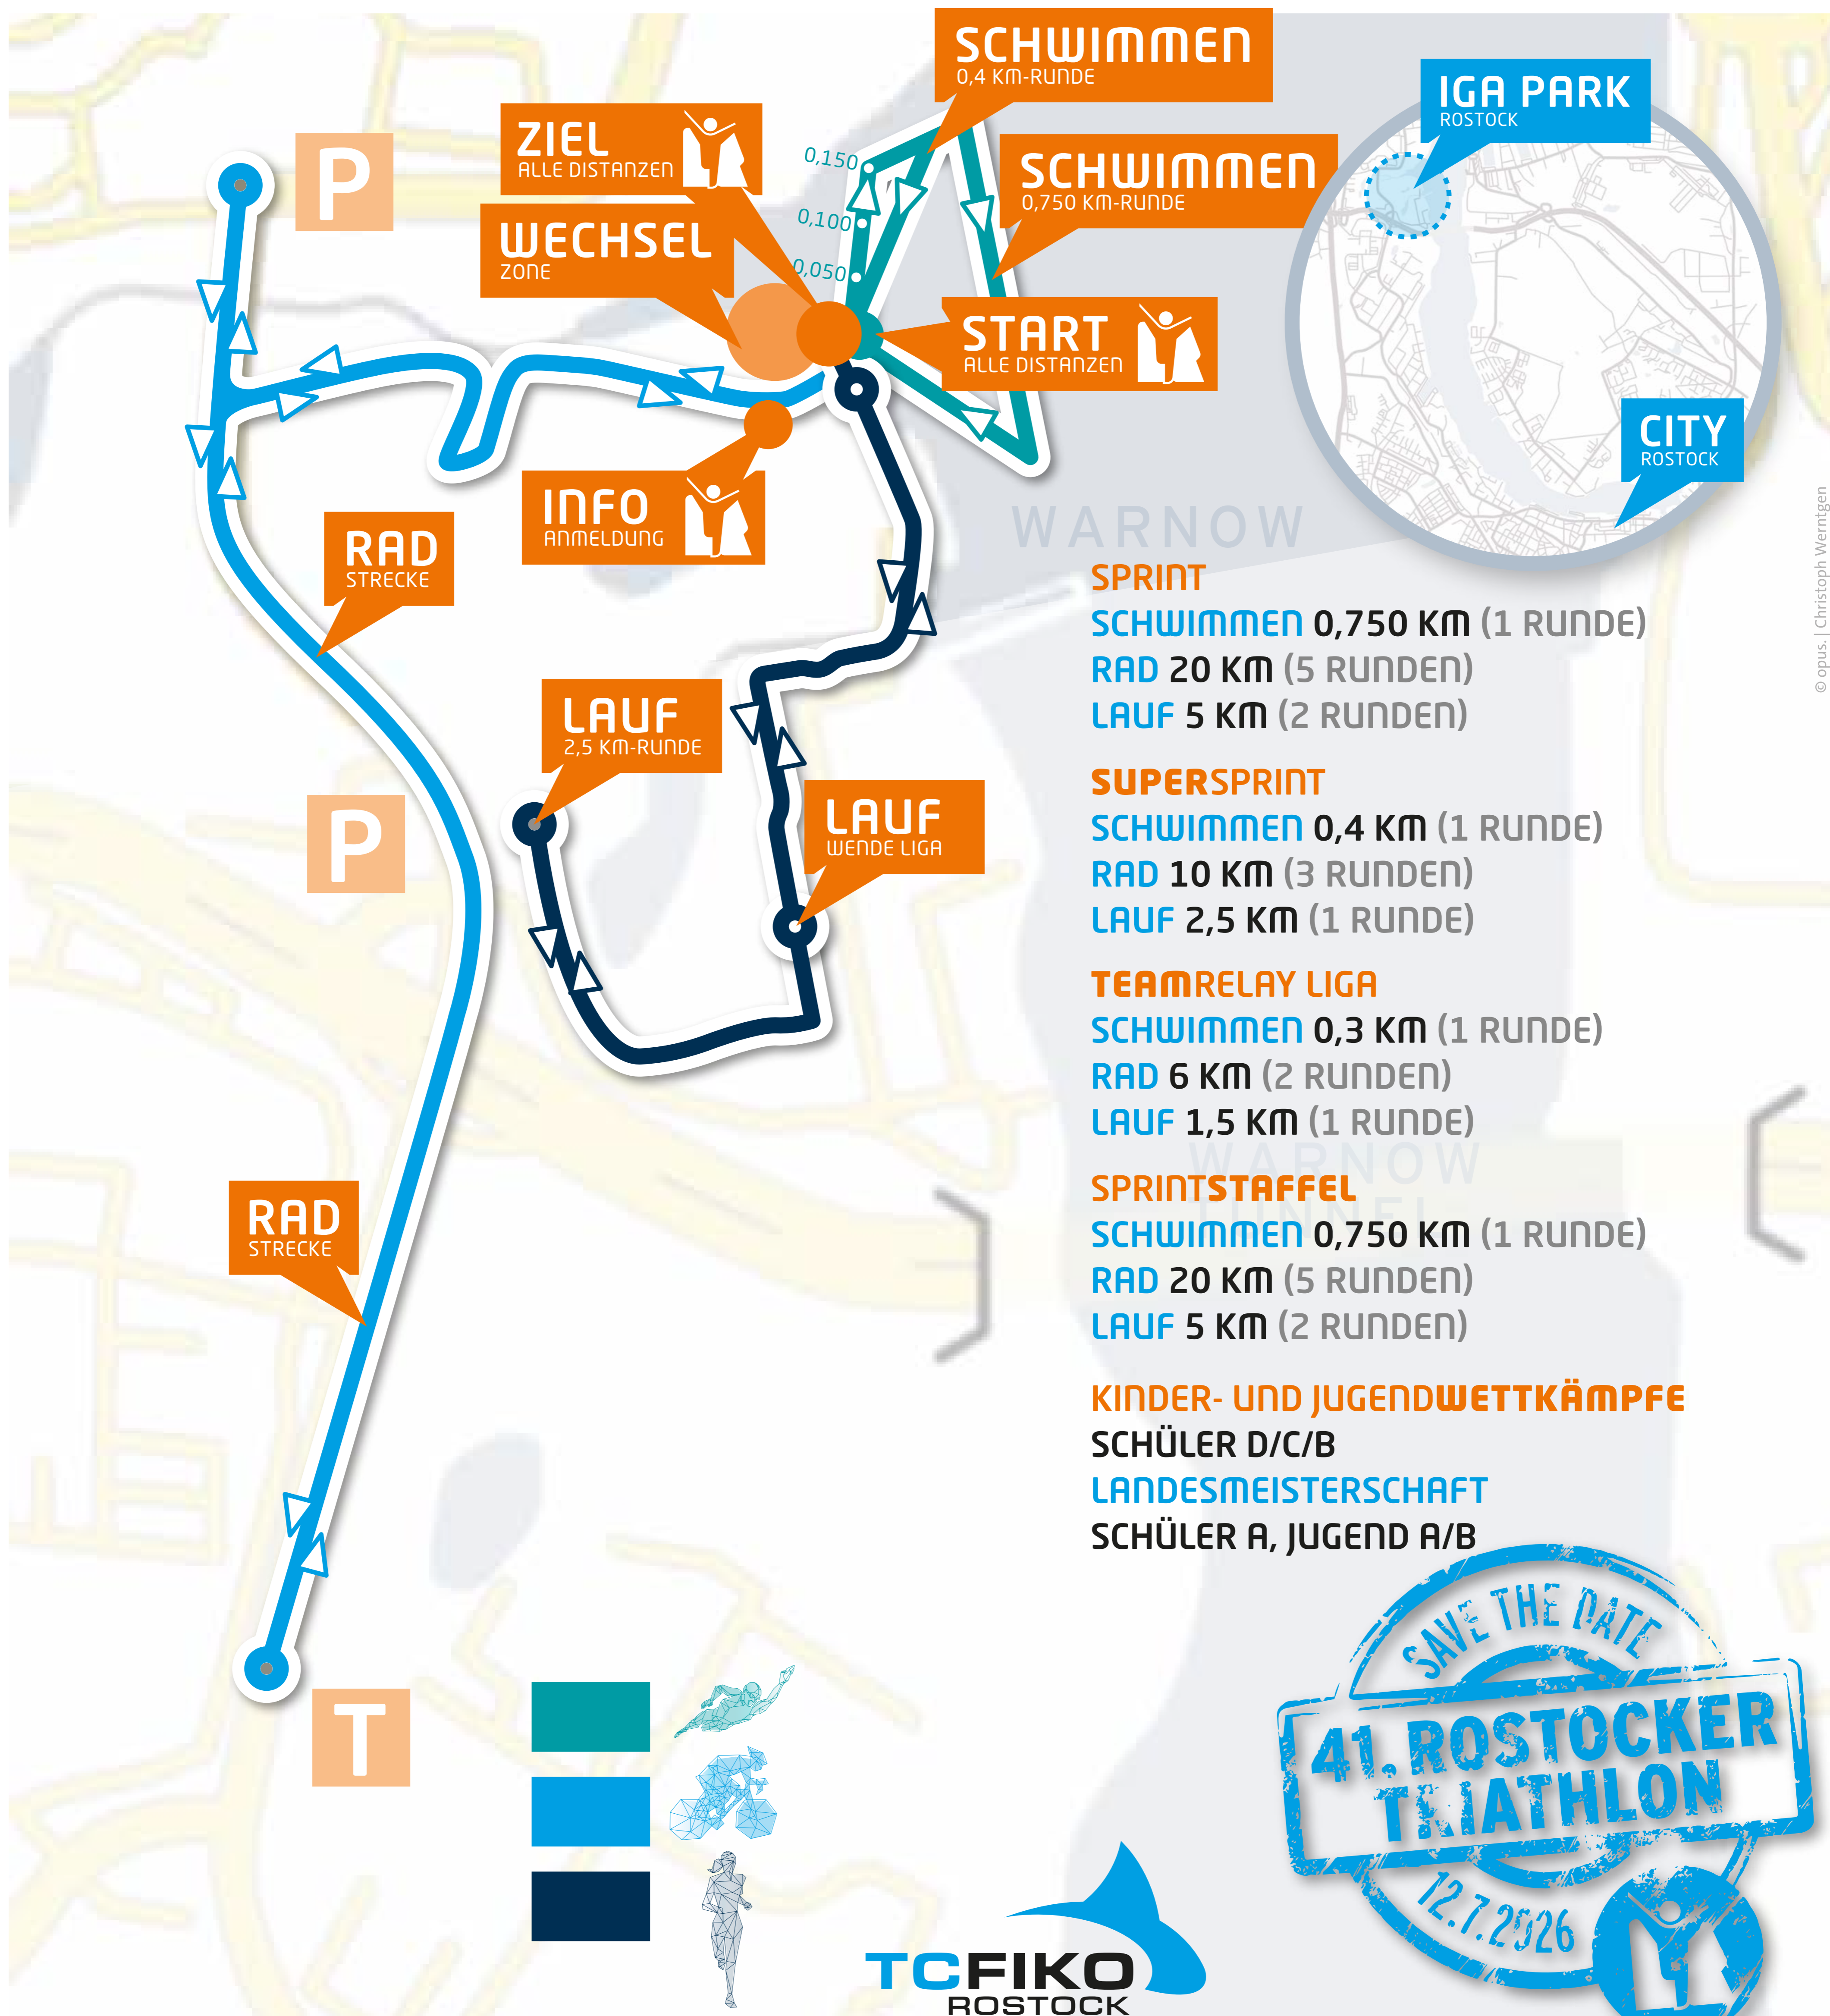 SCHWIMMEN
0,4 KM-RUNDE
IGA PARK
ROSTOCK
ZIEL
ALLE DISTANZEN
P
0,150
SCHWIMMEN
0,750 KM-RUNDE
0,100
WECHSEL
ZONE
0,050
START
ALLE DISTANZEN
CITY
ROSTOCK
INFO
ANMELDUNG
WARNOW
RAD
STRECKE
© opus. | Christoph Werntgen
SPRINT
SCHWIMMEN 0,750 KM (1 RUNDE)
RAD 20 KM (5 RUNDEN)
LAUF 5 KM (2 RUNDEN)
LAUF
2,5 KM-RUNDE
P
LAUF
WENDE LIGA
SUPERSPRINT
SCHWIMMEN 0,4 KM (1 RUNDE)
RAD 10 KM (3 RUNDEN)
LAUF 2,5 KM (1 RUNDE)
TEAMRELAY LIGA
SCHWIMMEN 0,3 KM (1 RUNDE)
RAD 6 KM (2 RUNDEN)
LAUF 1,5 KM (1 RUNDE)
WARNOW
TUNNEL
SPRINTSTAFFEL
SCHWIMMEN 0,750 KM (1 RUNDE)
RAD 20 KM (5 RUNDEN)
LAUF 5 KM (2 RUNDEN)
RAD
STRECKE
KINDER- UND JUGENDWETTKÄMPFE
SCHÜLER D/C/B
LANDESMEISTERSCHAFT
SCHÜLER A, JUGEND A/B
T
SAVE THE DATE
41. ROSTOCKER
TRIATHLON
12.7.2026
TCFIKO
ROSTOCK